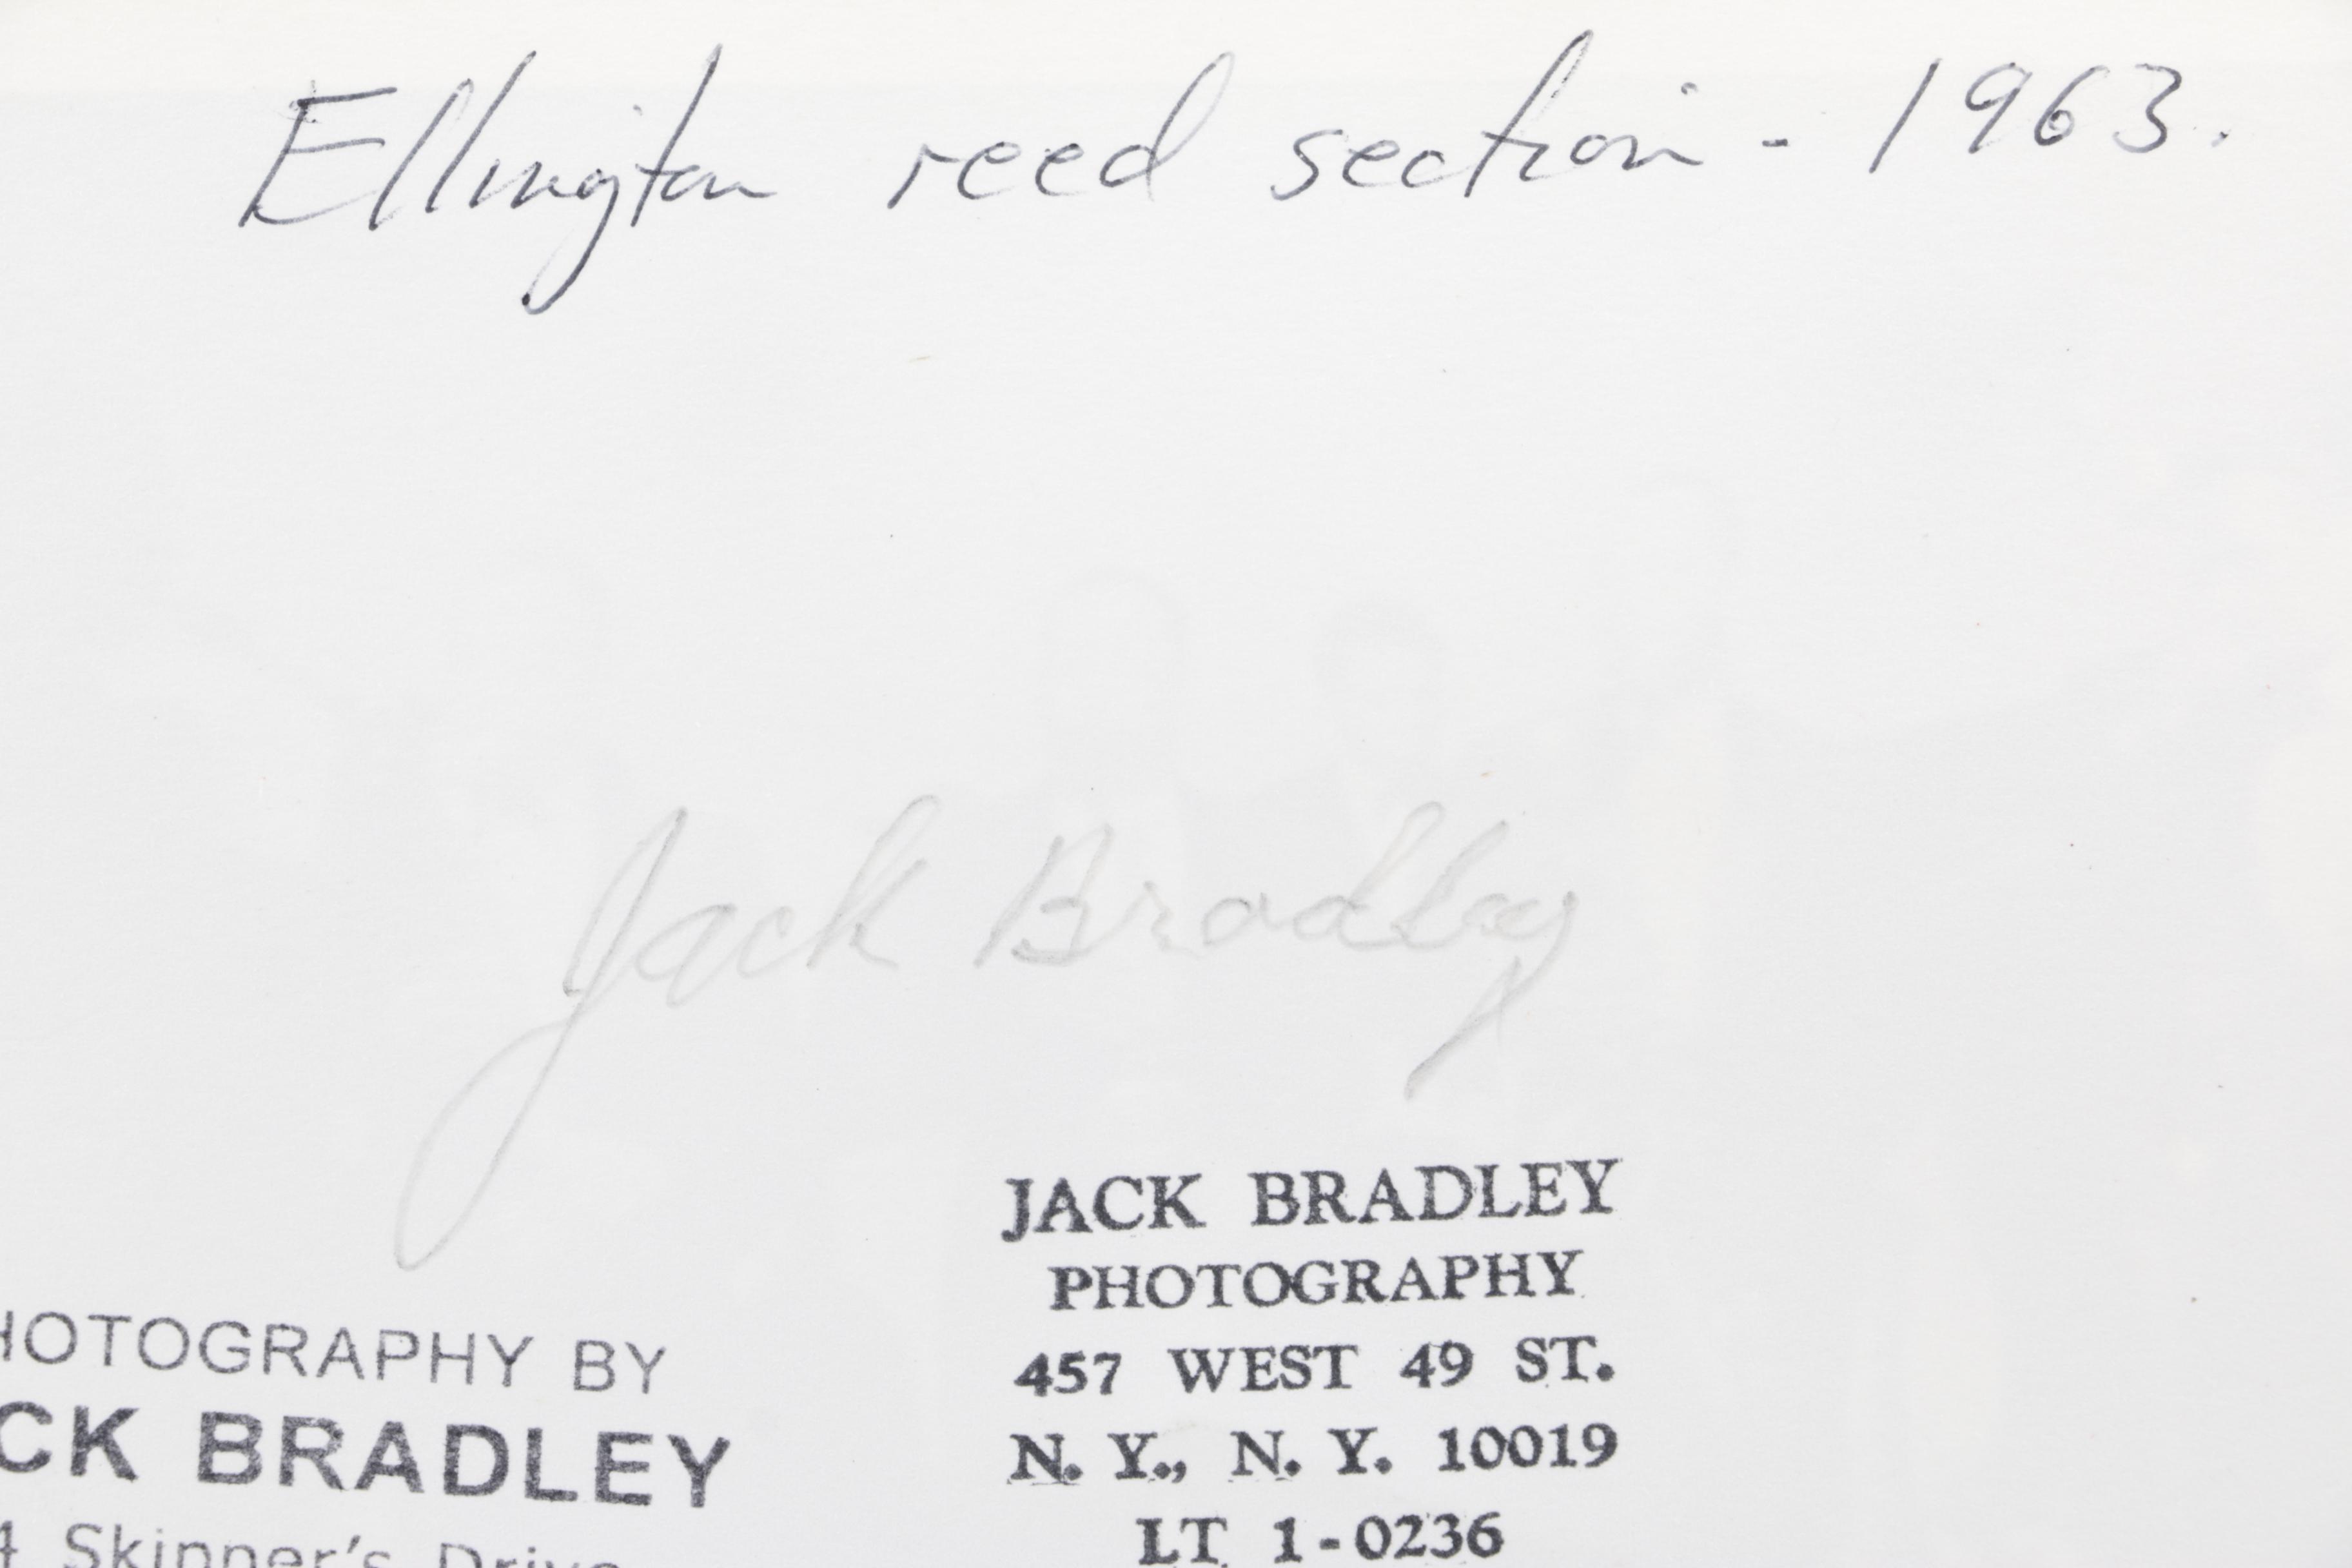 Ellington reed section - 1963.
Jack Bradley
JACK BRADLEY
PHOTOGRAPHY
457 WEST 49 ST.
N. Y., N. Y. 10019
LT 1-0236
HOTOGRAPHY BY
CK BRADLEY
4 Skipper's Drive